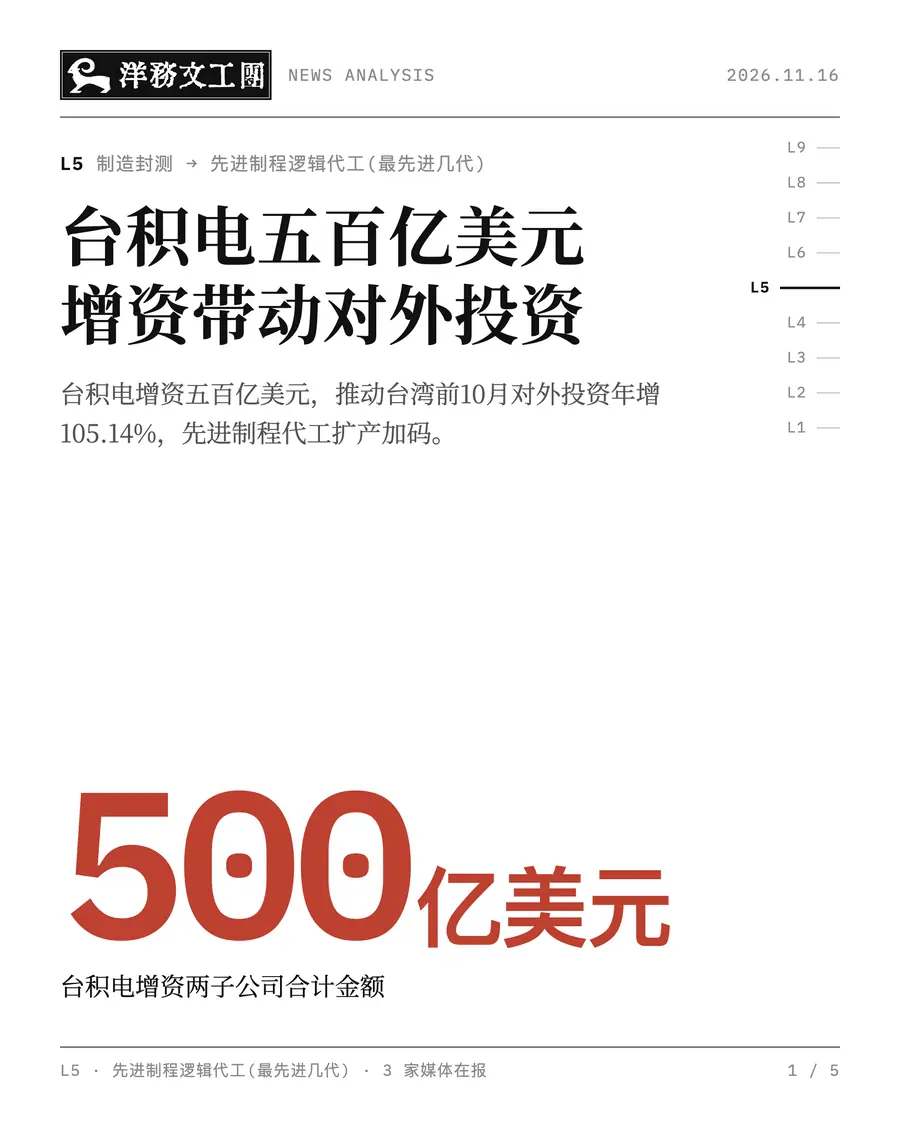 洋務文工團 NEWS ANALYSIS 2026.11.16
L5 制造封测 → 先进制程逻辑代工(最先进几代)
台积电五百亿美元
增资带动对外投资
台积电增资五百亿美元，推动台湾前10月对外投资年增
105.14%，先进制程代工扩产加码。
L9
L8
L7
L6
L5
L4
L3
L2
L1
500亿美元
台积电增资两子公司合计金额
L5 · 先进制程逻辑代工(最先进几代) · 3 家媒体在报 1 / 5